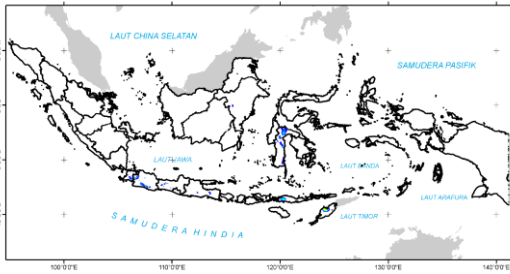 LAUT CHINA SELATAN
SAMUDERA PASIFIK
LAUT JAWA
LAUT BANDA
LAUT ARAFURA
LAUT TIMOR
SAMUDERA HINDIA
100°0'0"E
110°0'0"E
120°0'0"E
130°0'0"E
140°0'0"E